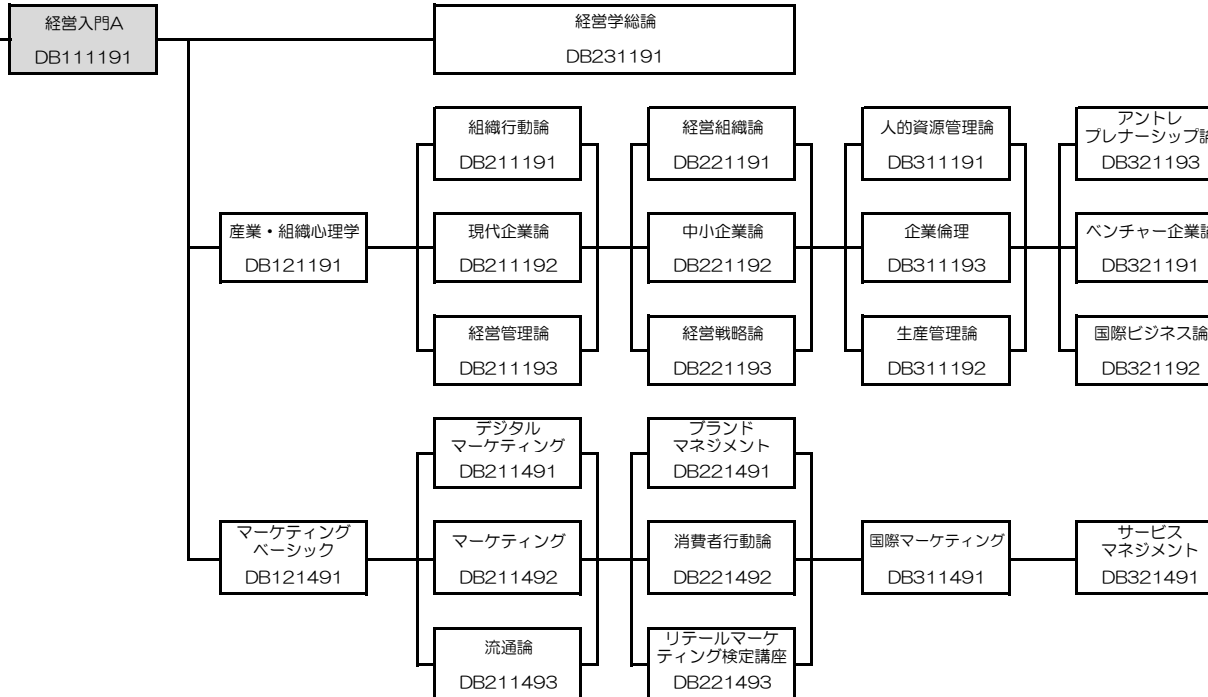 経営入門A
DB111191
経営学総論
DB231191
組織行動論
DB211191
経営組織論
DB221191
人的資源管理論
DB311191
アントレ
プレナーシップ論
DB321193
産業・組織心理学
DB121191
現代企業論
DB211192
中小企業論
DB221192
企業倫理
DB311193
ベンチャー企業論
DB321191
経営管理論
DB211193
経営戦略論
DB221193
生産管理論
DB311192
国際ビジネス論
DB321192
デジタル
マーケティング
DB211491
ブランド
マネジメント
DB221491
マーケティング
ベーシック
DB121491
マーケティング
DB211492
消費者行動論
DB221492
国際マーケティング
DB311491
サービス
マネジメント
DB321491
流通論
DB211493
リテールマーケ
ティング検定講座
DB221493